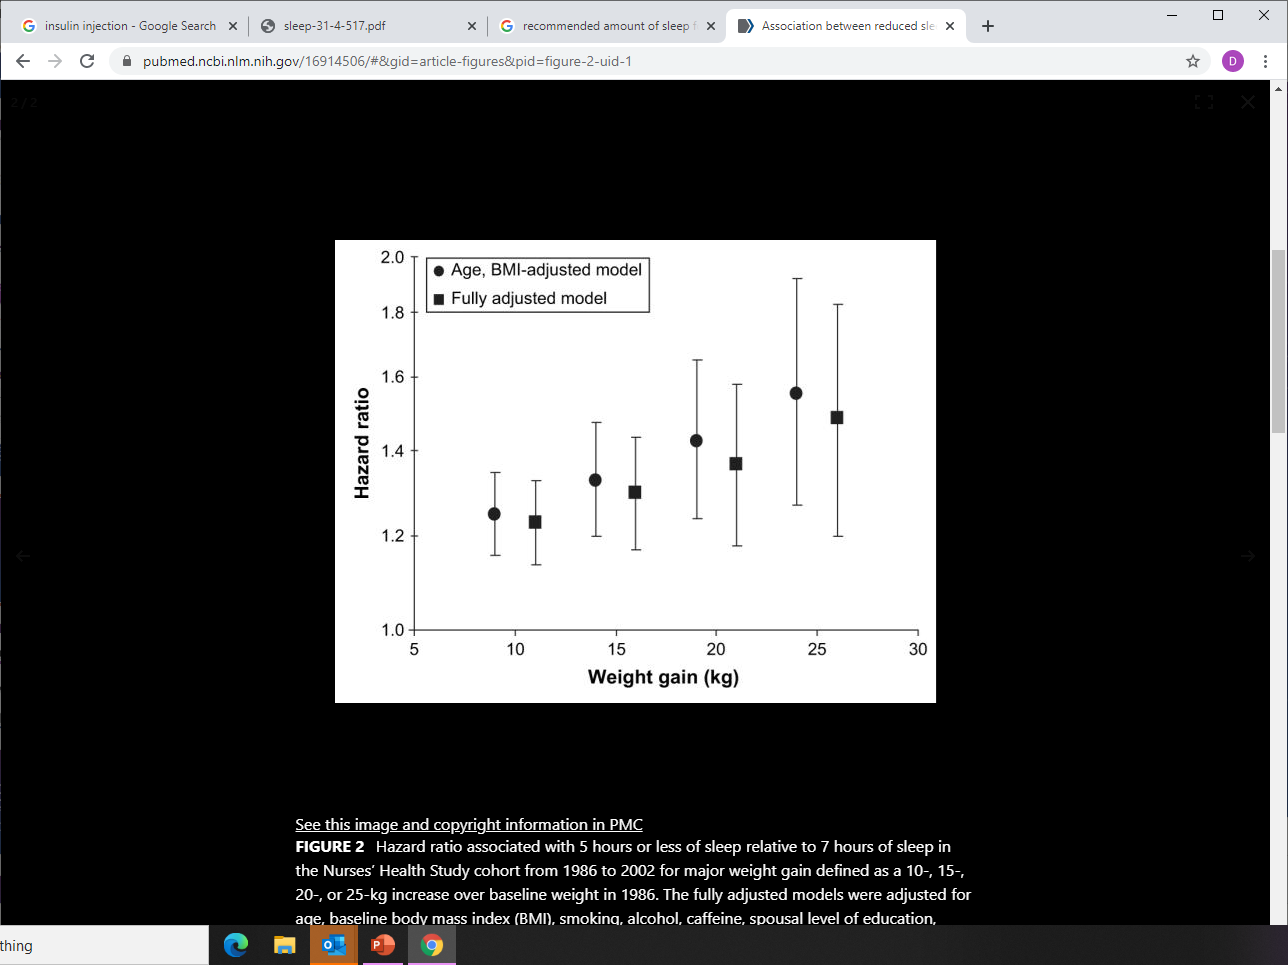 insulin injection - Google Search
sleep-31-4-517.pdf
recommended amount of sleep f
Association between reduced sle
D
pubmed.ncbi.nlm.nih.gov/16914506/#&gid=article-figures&pid=figure-2-uid-1
2 / 2
2.0
Age, BMI-adjusted model
Fully adjusted model
1.8
1.6
1.4
1.2
1.0
Hazard ratio
5 10 15 20 25 30
Weight gain (kg)
See this image and copyright information in PMC
FIGURE 2 Hazard ratio associated with 5 hours or less of sleep relative to 7 hours of sleep in
the Nurses’ Health Study cohort from 1986 to 2002 for major weight gain defined as a 10-, 15-,
20-, or 25-kg increase over baseline weight in 1986. The fully adjusted models were adjusted for
age, baseline body mass index (BMI), smoking, alcohol, caffeine, spousal level of education,
thing